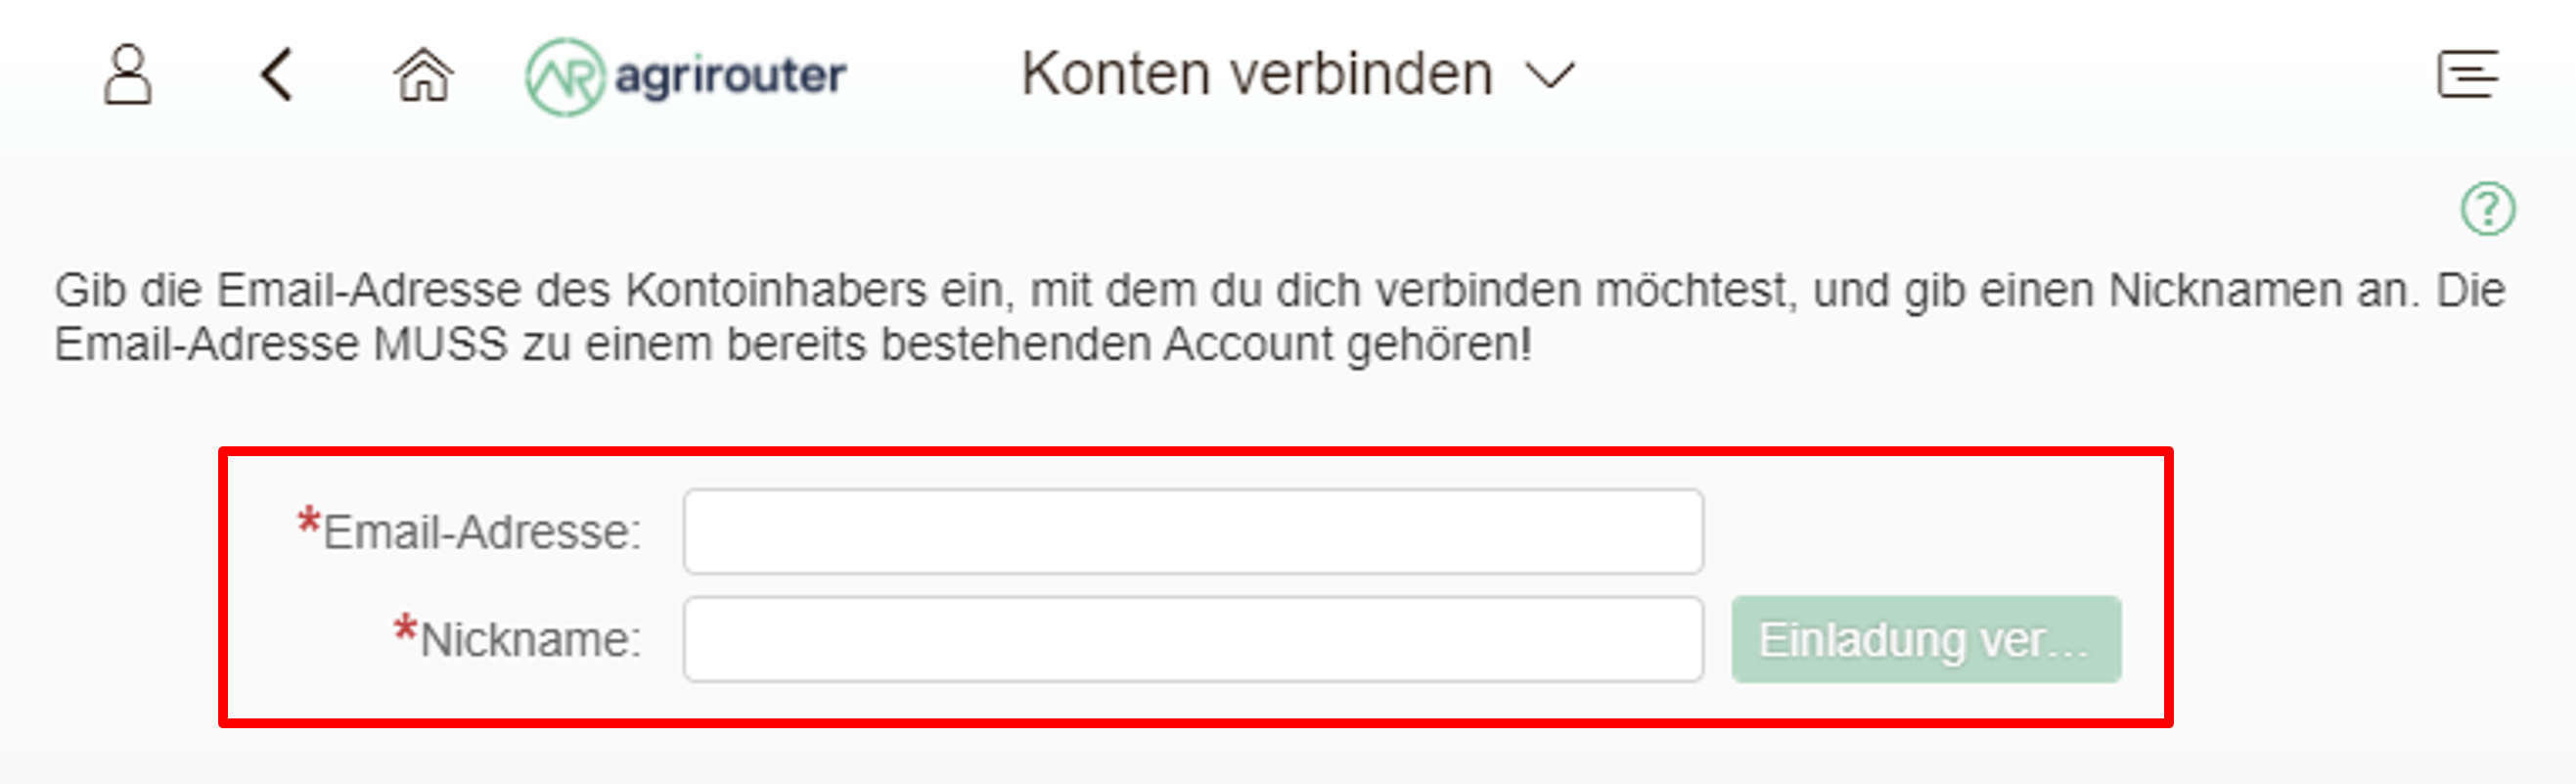 agrirouter
Konten verbinden
Gib die Email-Adresse des Kontoinhabers ein, mit dem du dich verbinden möchtest, und gib einen Nicknamen an. Die
Email-Adresse MUSS zu einem bereits bestehenden Account gehören!
*Email-Adresse:
*Nickname:
Einladung ver...